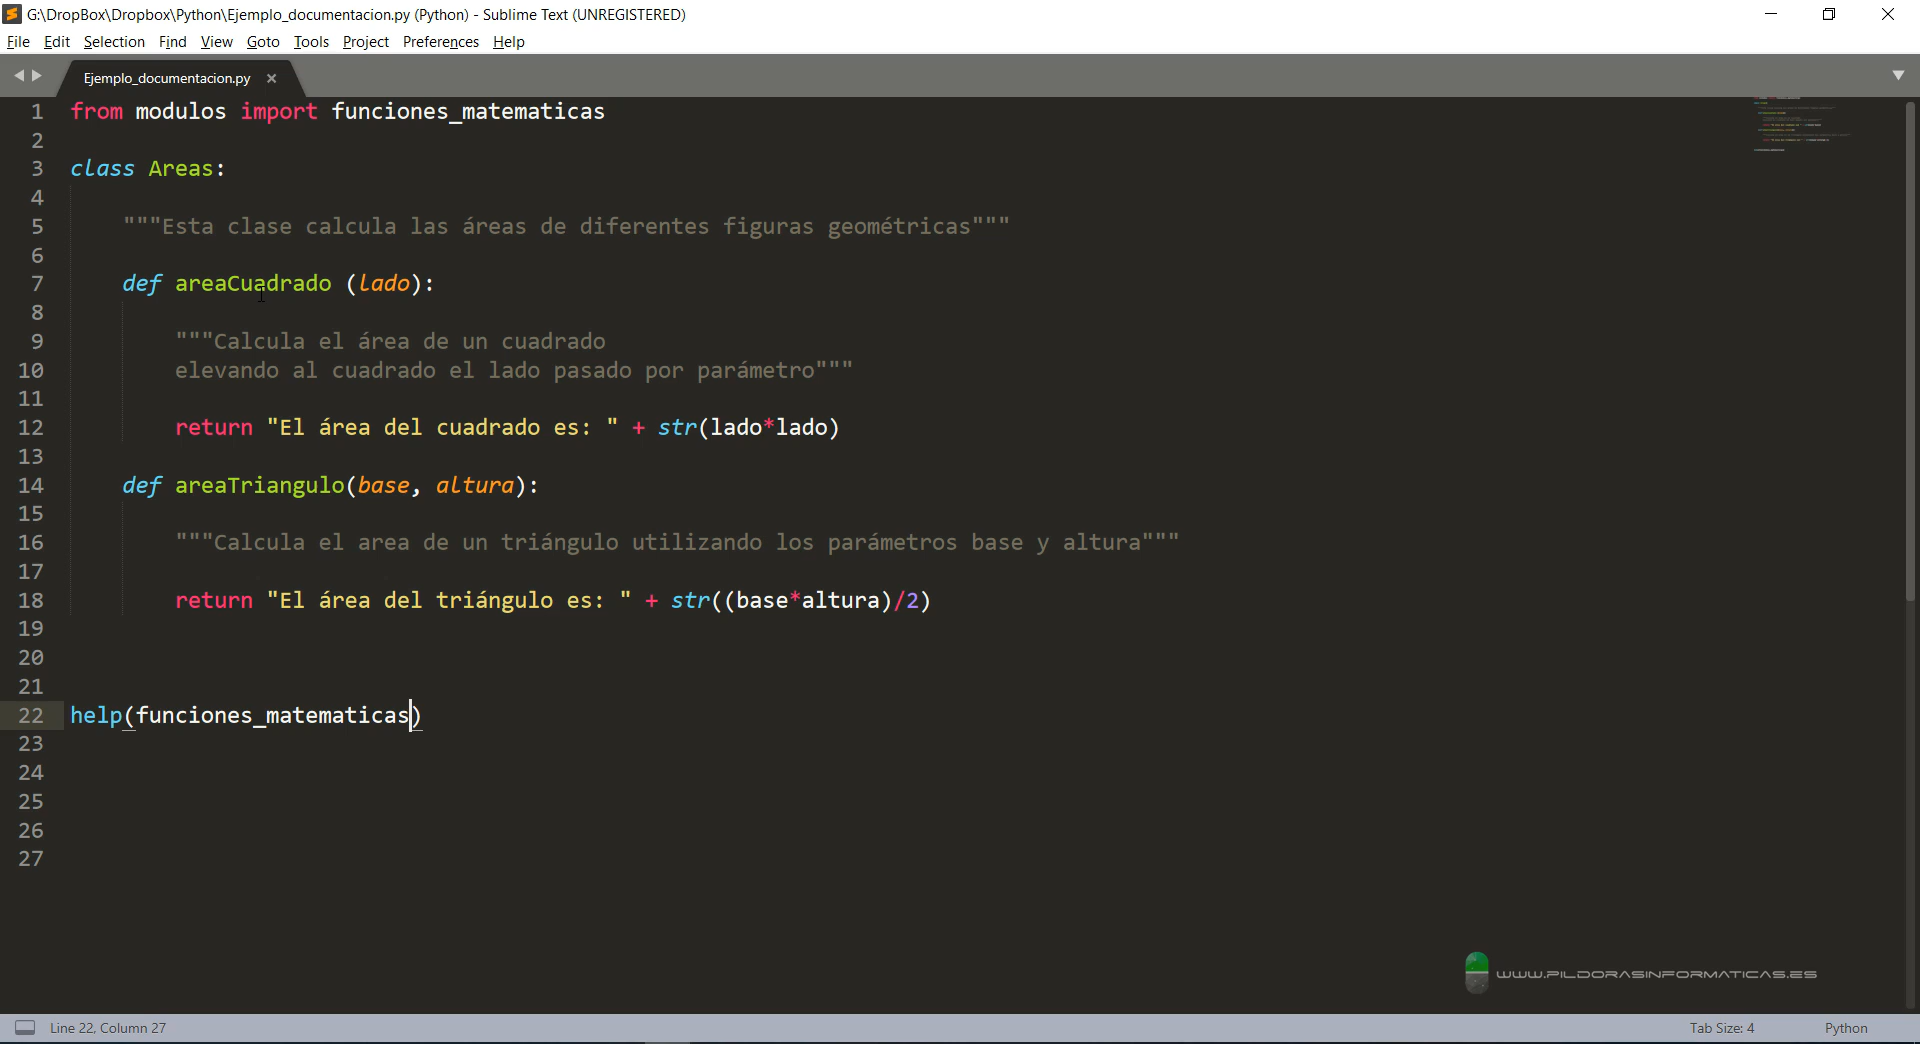 G:\DropBox\Dropbox\Python\Ejemplo_documentacion.py (Python) - Sublime Text (UNREGISTERED)
File Edit Selection Find View Goto Tools Project Preferences Help
Ejemplo_documentacion.py
1 from modulos import funciones_matematicas
2
3 class Areas:
4
5 """Esta clase calcula las áreas de diferentes figuras geométricas"""
6
7 def areaCuadrado (lado):
8
9 """Calcula el área de un cuadrado
10 elevando al cuadrado el lado pasado por parámetro"""
11
12 return "El área del cuadrado es: " + str(lado*lado)
13
14 def areaTriangulo(base, altura):
15
16 """Calcula el area de un triángulo utilizando los parámetros base y altura"""
17
18 return "El área del triángulo es: " + str((base*altura)/2)
19
20
21
22 help(funciones_matematicas)
23
24
25
26
27
WWW.PILDORASINFORMATICAS.ES
Line 22, Column 27 Tab Size: 4 Python